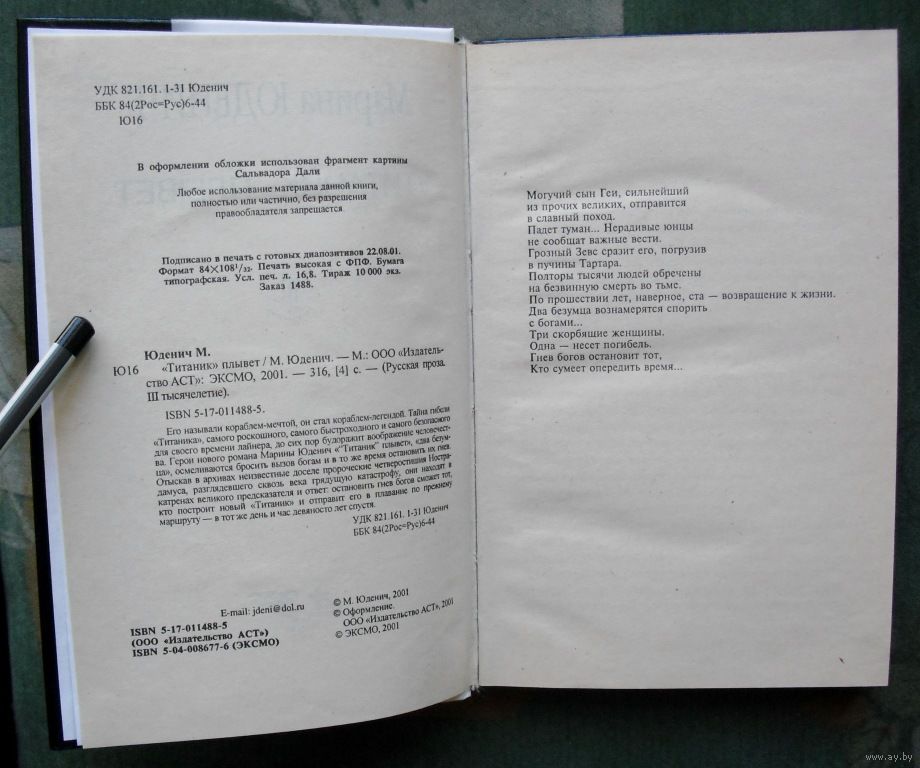 УДК 821.161. 1-31 Юденич
ББК 84(2Рос=Рус)6-44
Ю16
В оформлении обложки использован фрагмент картины
Сальвадора Дали
Любое использование материала данной книги,
полностью или частично, без разрешения
правообладателя запрещается
Подписано в печать с готовых диапозитивов 22.08.01.
Формат 84×108¹/₃₂. Печать высокая с ФПФ. Бумага
типографская. Усл. печ. л. 16,8. Тираж 10 000 экз.
Заказ 1488.
Юденич М.
Ю16 «Титаник» плывет / М. Юденич. — М.: ООО «Издатель-
ство АСТ»: ЭКСМО, 2001. — 316, [4] с. — (Русская проза.
III тысячелетие).
ISBN 5-17-011488-5.
Его называли кораблем-мечтой, он стал кораблем-легендой. Тайна гибели
«Титаника», самого роскошного, самого быстроходного и самого безопасного
для своего времени лайнера, до сих пор будоражит воображение человечест-
ва. Герои нового романа Марины Юденич «"Титаник" плывет», «два безум-
ца», осмеливаются бросить вызов богам и в то же время остановить их гнев.
Отыскав в архивах неизвестные доселе пророческие четверостишия Ностра-
дамуса, разглядевшего сквозь века грядущую катастрофу, они находят в
катренах великого предсказателя и ответ: остановить гнев богов сможет тот,
кто построит новый «Титаник» и отправит его в плавание по прежнему
маршруту — в тот же день и час девяносто лет спустя.
УДК 821.161. 1-31 Юденич
ББК 84(2Рос=Рус)6-44
E-mail: jdeni@dol.ru
ISBN 5-17-011488-5
(ООО «Издательство АСТ»)
ISBN 5-04-008677-6 (ЭКСМО)
© М. Юденич, 2001
© Оформление.
ООО «Издательство АСТ», 2001
© ЭКСМО, 2001
Могучий сын Геи, сильнейший
из прочих великих, отправится
в славный поход.
Падет туман... Нерадивые юнцы
не сообщат важные вести.
Грозный Зевс сразит его, погрузив
в пучины Тартара.
Полторы тысячи людей обречены
на безвинную смерть во тьме.
По прошествии лет, наверное, ста — возвращение к жизни.
Два безумца вознамерятся спорить
с богами...
Три скорбящие женщины.
Одна — несет погибель.
Гнев богов остановит тот,
Кто сумеет опередить время...
www.ay.by